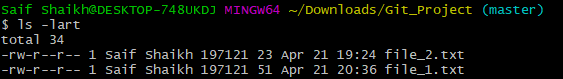 Saif Shaikh@DESKTOP-748UKDJ MINGW64 ~/Downloads/Git_Project (master)
$ ls -lart
total 34
-rw-r--r-- 1 Saif Shaikh 197121 23 Apr 21 19:24 file_2.txt
-rw-r--r-- 1 Saif Shaikh 197121 51 Apr 21 20:36 file_1.txt